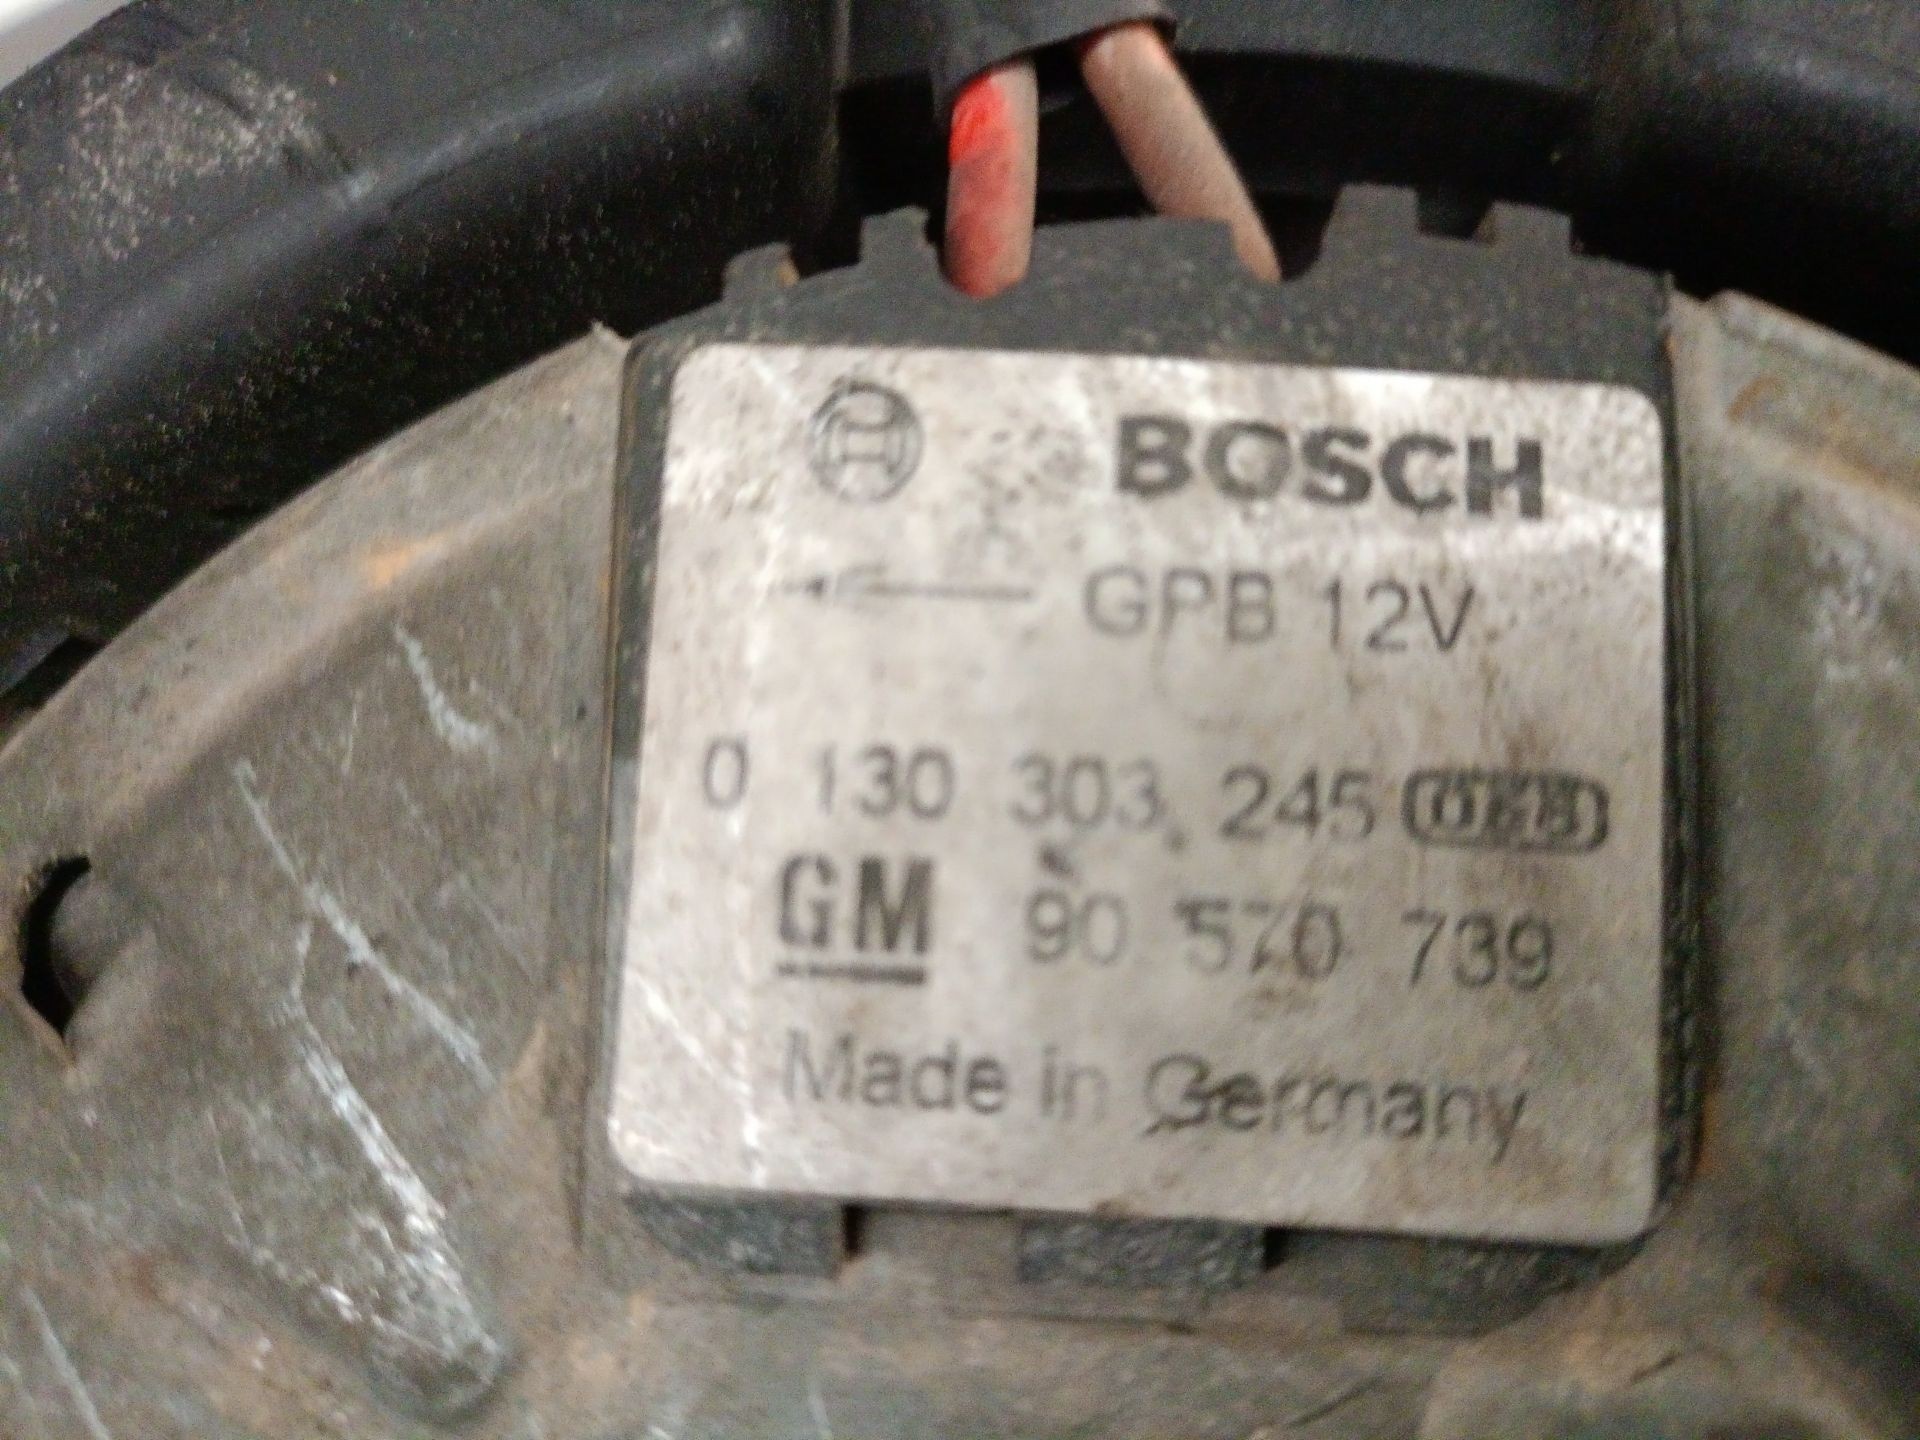 BOSCH
GPB 12V
0 130 303 245
GM 90 570 739
Made in Germany